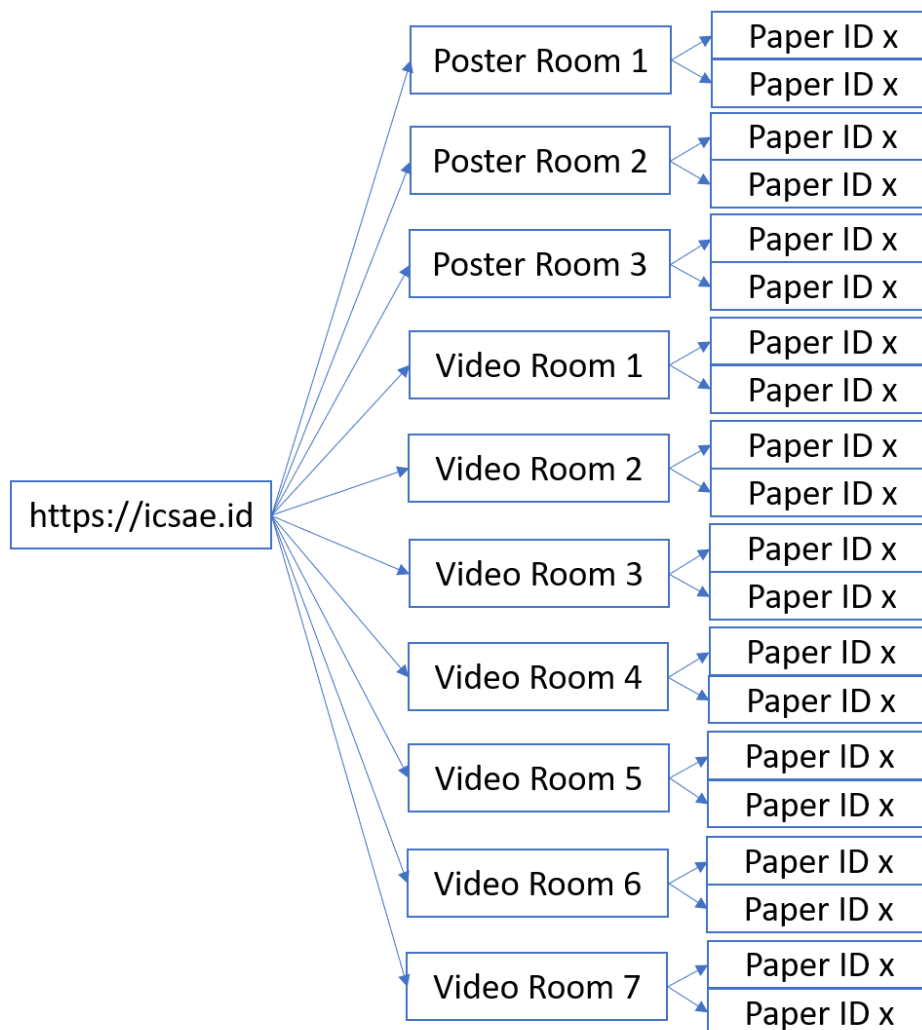 https://icsae.id
Poster Room 1
Paper ID x
Paper ID x
Poster Room 2
Paper ID x
Paper ID x
Poster Room 3
Paper ID x
Paper ID x
Video Room 1
Paper ID x
Paper ID x
Video Room 2
Paper ID x
Paper ID x
Video Room 3
Paper ID x
Paper ID x
Video Room 4
Paper ID x
Paper ID x
Video Room 5
Paper ID x
Paper ID x
Video Room 6
Paper ID x
Paper ID x
Video Room 7
Paper ID x
Paper ID x